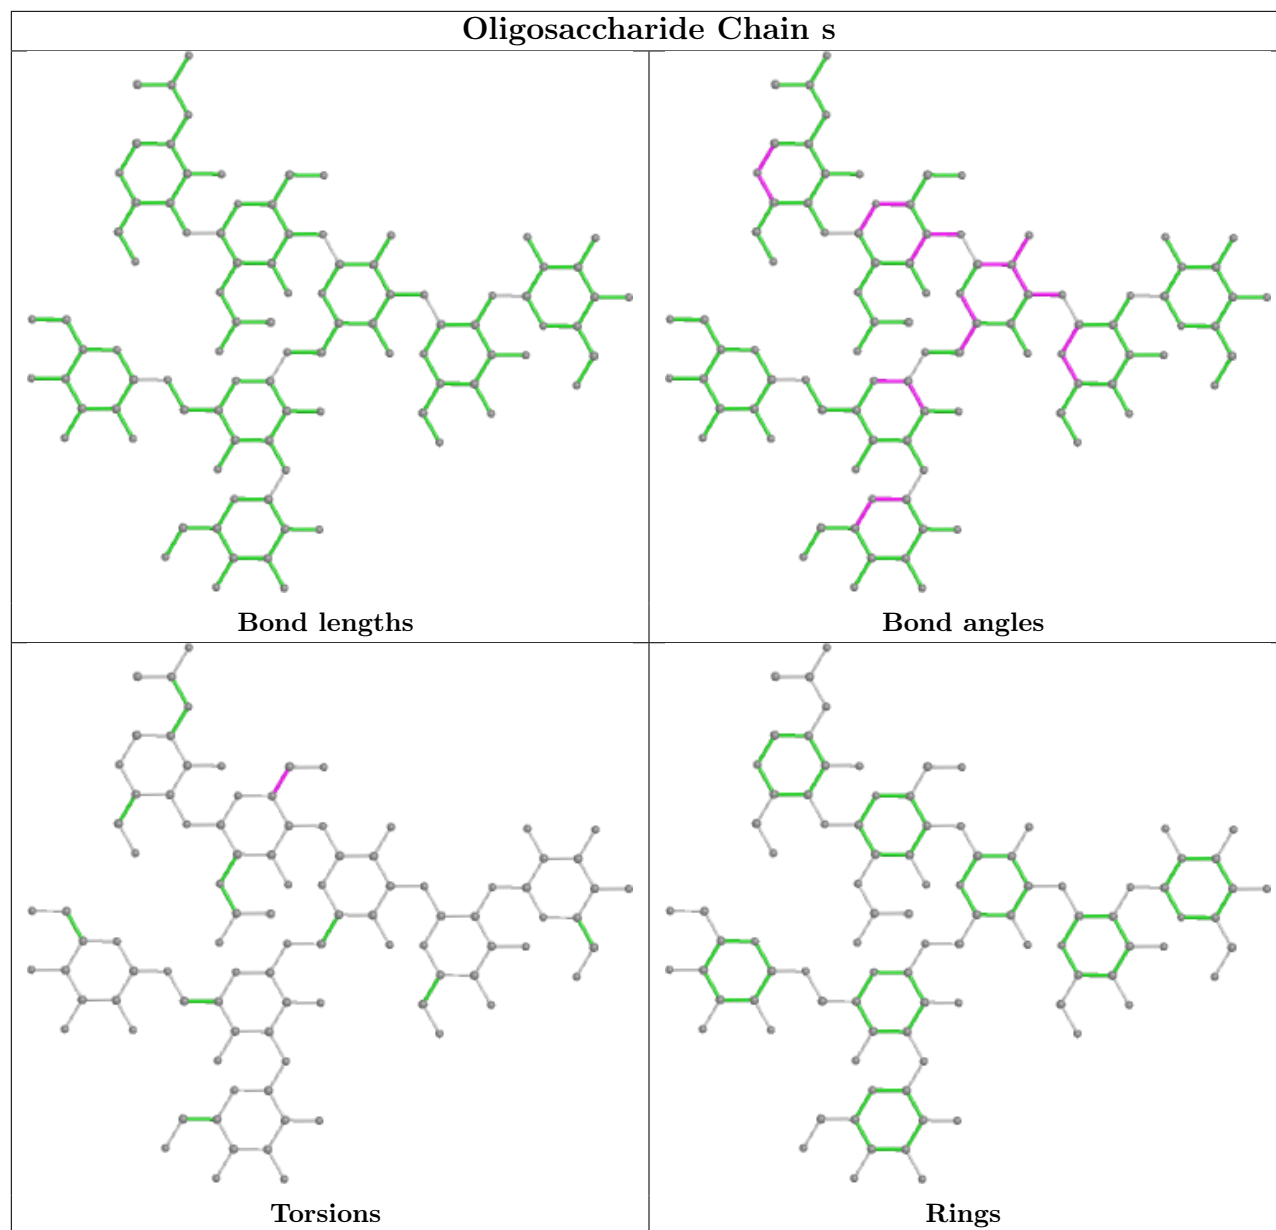 Oligosaccharide Chain s
Bond lengths
Bond angles
Torsions
Rings